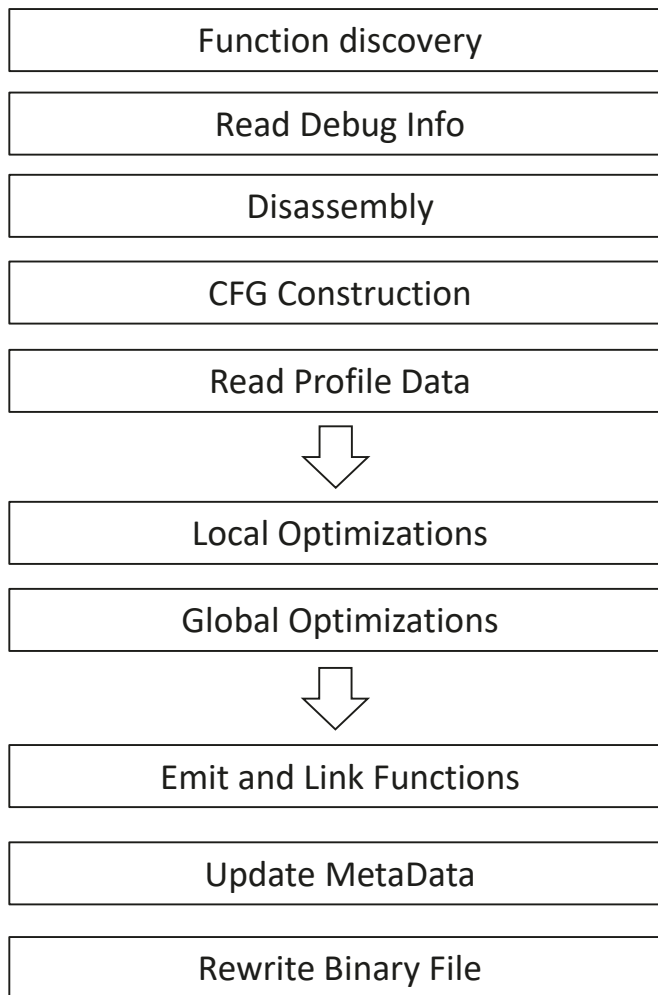 Function discovery
Read Debug Info
Disassembly
CFG Construction
Read Profile Data
Local Optimizations
Global Optimizations
Emit and Link Functions
Update MetaData
Rewrite Binary File